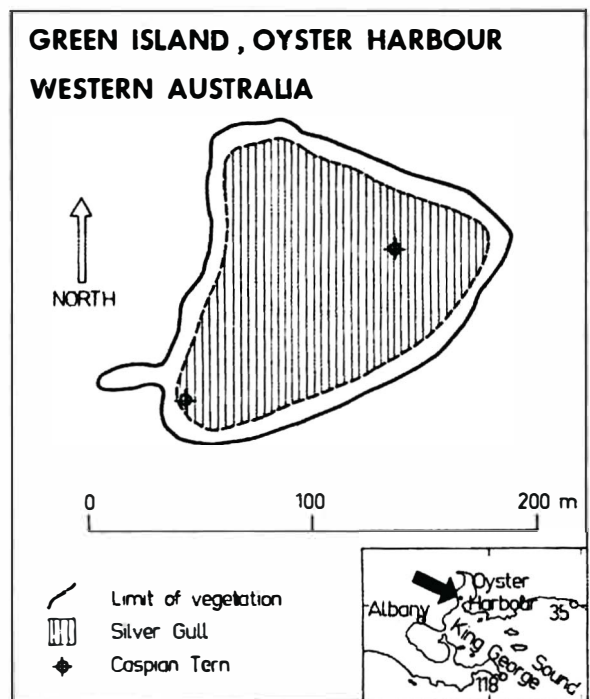 GREEN ISLAND, OYSTER HARBOUR
WESTERN AUSTRALIA
NORTH
0 100 200 m
Limit of vegetation
Silver Gull
Caspian Tern
Oyster
Harbour
Albany
35°
King George Sound
118°